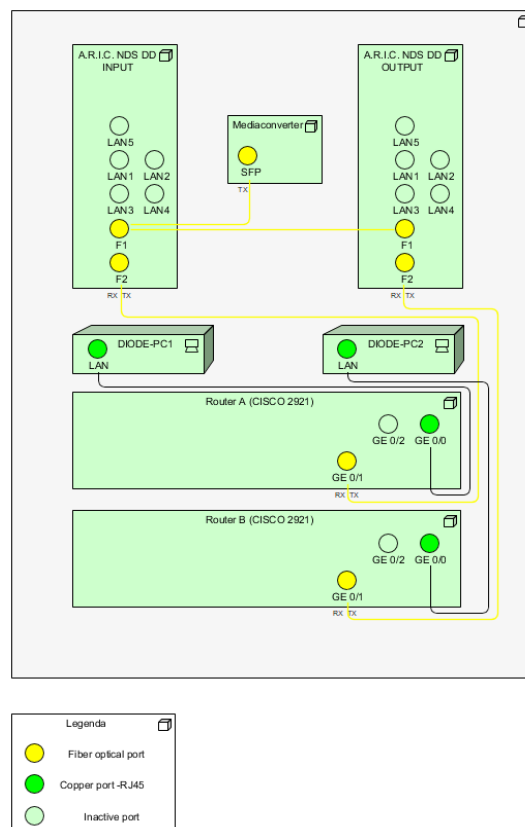 A.R.I.C. NDS DD
INPUT
LAN5
LAN1
LAN2
LAN3
LAN4
F1
F2
RX TX
Mediaconverter
SFP
TX
A.R.I.C. NDS DD
OUTPUT
LAN5
LAN1
LAN2
LAN3
LAN4
F1
F2
RX TX
DIODE-PC1
LAN
DIODE-PC2
LAN
Router A (CISCO 2921)
GE 0/2
GE 0/0
GE 0/1
RX TX
Router B (CISCO 2921)
GE 0/2
GE 0/0
GE 0/1
RX TX
Legenda
Fiber optical port
Copper port -RJ45
Inactive port